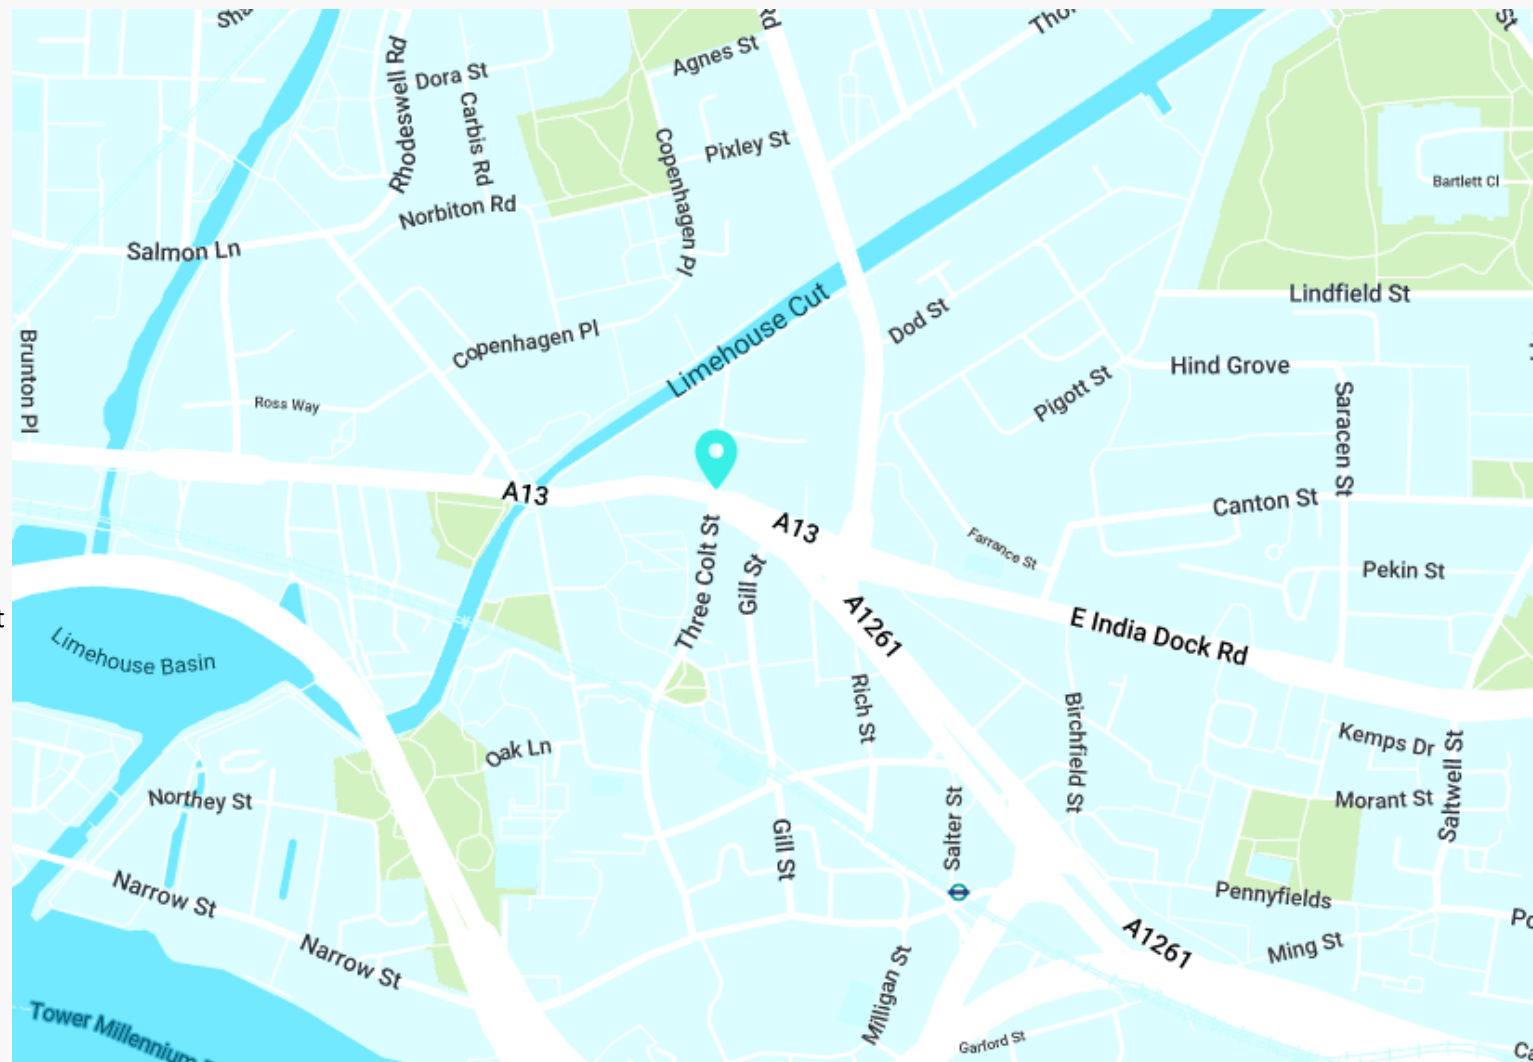 Agnes St
Dora St
Rhodeswell Rd
Carbis Rd
Copenhagen Pl
Pixley St
Bartlett Cl
Norbiton Rd
Salmon Ln
Lindfield St
Limehouse Cut
Dod St
Brunton Pl
Copenhagen Pl
Hind Grove
Pigott St
Saracen St
Ross Way
A13
Canton St
A13
Three Colt St
Gill St
Farrance St
Pekin St
A1261
E India Dock Rd
Limehouse Basin
Rich St
Birchfield St
Oak Ln
Kemps Dr
Saltwell St
Northey St
Morant St
Salter St
Gill St
Narrow St
Pennyfields
A1261
Ming St
Narrow St
Milligan St
Tower Millennium
Garford St
Rd
St